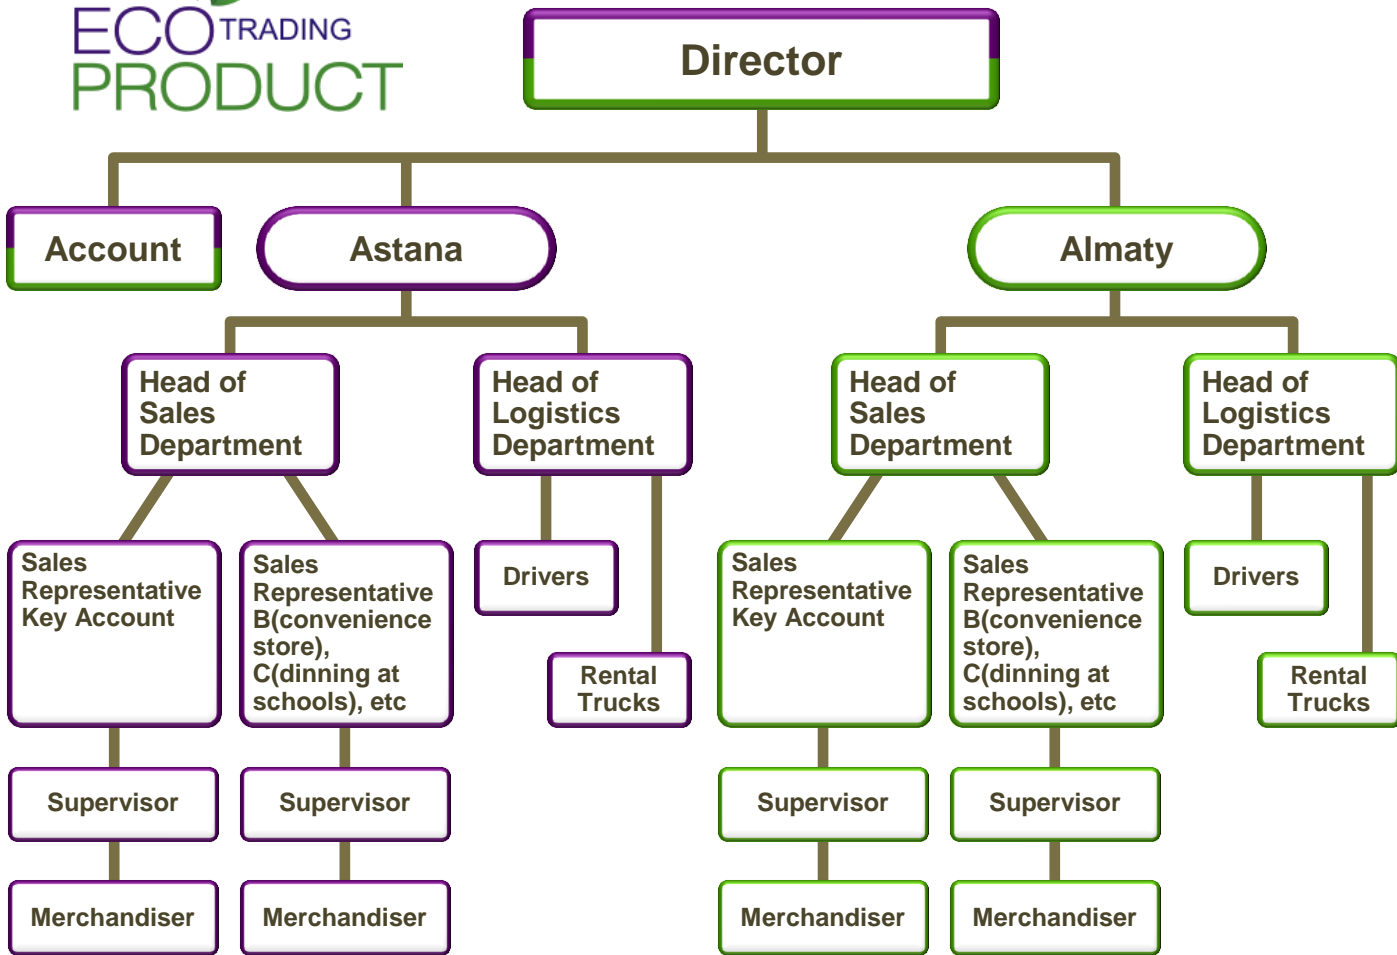 ECO TRADING
PRODUCT
Director
Account
Astana
Almaty
Head of
Sales
Department
Head of
Logistics
Department
Head of
Sales
Department
Head of
Logistics
Department
Sales
Representative
Key Account
Sales
Representative
B(convenience
store),
C(dinning at
schools), etc
Drivers
Rental
Trucks
Sales
Representative
Key Account
Sales
Representative
B(convenience
store),
C(dinning at
schools), etc
Drivers
Rental
Trucks
Supervisor
Supervisor
Supervisor
Supervisor
Merchandiser
Merchandiser
Merchandiser
Merchandiser